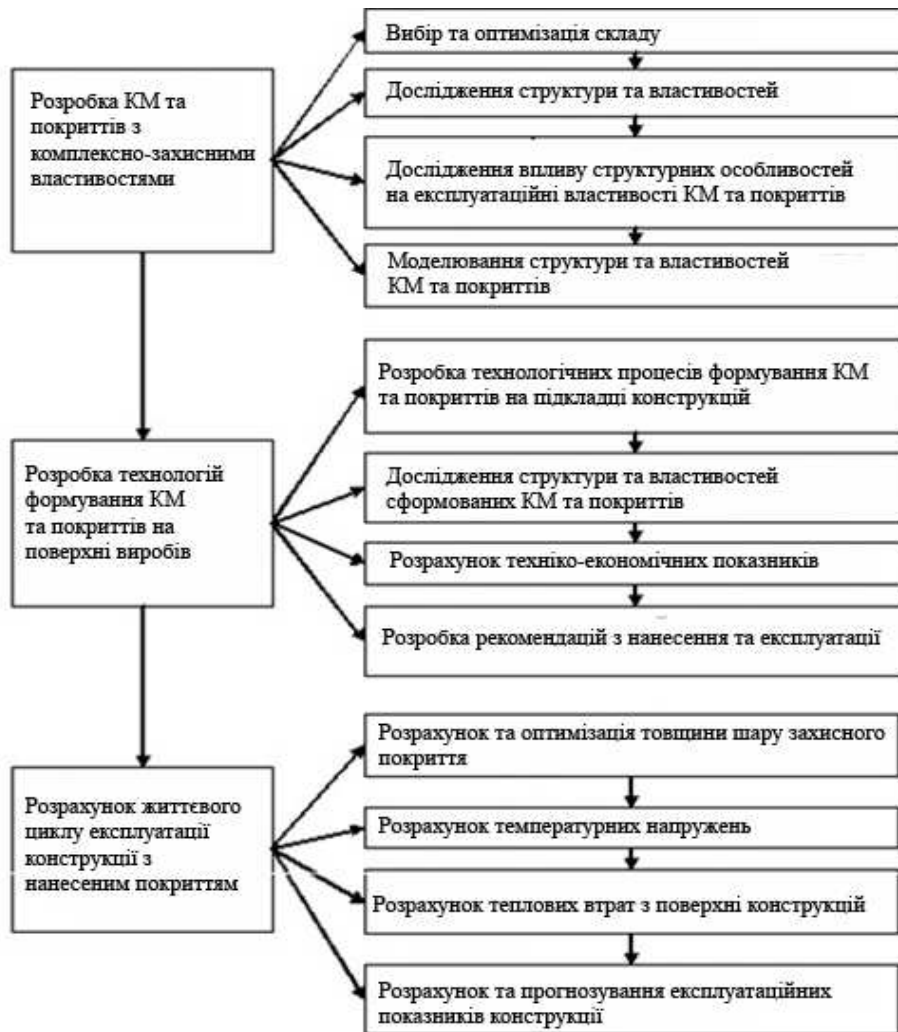 Вибір та оптимізація складу
Розробка КМ та
покриттів з
комплексно-захисними
властивостями
Дослідження структури та властивостей
Дослідження впливу структурних особливостей
на експлуатаційні властивості КМ та покриттів
Моделювання структури та властивостей
КМ та покриттів
Розробка технологічних процесів формування КМ
та покриттів на підкладці конструкцій
Розробка технологій
формування КМ
та покриттів на
поверхні виробів
Дослідження структури та властивостей
сформованих КМ та покриттів
Розрахунок техніко-економічних показників
Розробка рекомендацій з нанесення та експлуатації
Розрахунок та оптимізація товщини шару захисного
покриття
Розрахунок життєвого
циклу експлуатації
конструкції з
нанесеним покриттям
Розрахунок температурних напружень
Розрахунок теплових втрат з поверхні конструкцій
Розрахунок та прогнозування експлуатаційних
показників конструкції